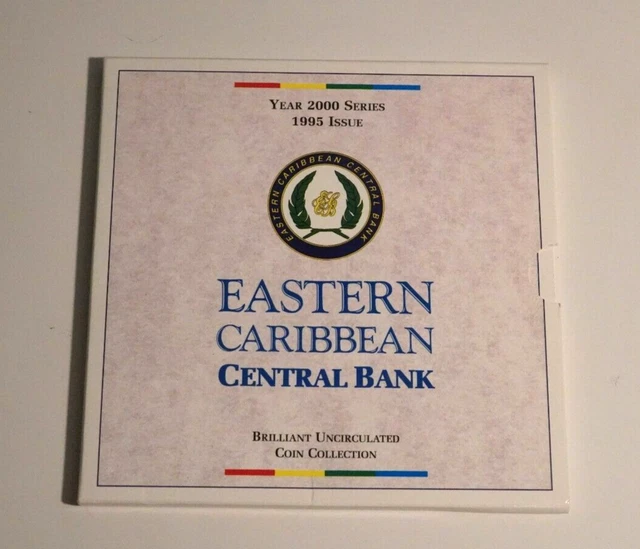 YEAR 2000 SERIES
1995 ISSUE
EASTERN CARIBBEAN CENTRAL BANK
EASTERN
CARIBBEAN
CENTRAL BANK
BRILLIANT UNCIRCULATED
COIN COLLECTION